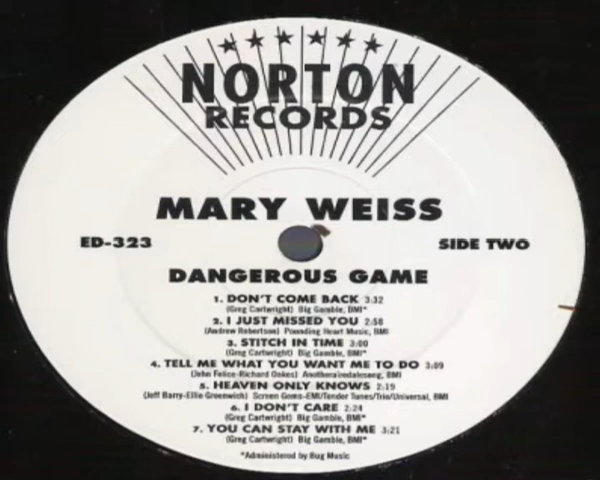 NORTON
RECORDS
MARY WEISS
ED-323
SIDE TWO
DANGEROUS GAME
1. DON'T COME BACK 3:32
(Greg Cartwright) Big Gamble, BMI*
2. I JUST MISSED YOU 2:58
(Andrew Robertson) Pounding Heart Music, BMI
3. STITCH IN TIME 3:00
(Greg Cartwright) Big Gamble, BMI*
4. TELL ME WHAT YOU WANT ME TO DO 3:09
(John Felice-Richard Oakes) Anotherairedalesong, BMI
5. HEAVEN ONLY KNOWS 2:19
(Jeff Barry-Ellie Greenwich) Screen Gems-EMI/Tender Tunes/Trio/Universal, BMI
6. I DON'T CARE 2:24
(Greg Cartwright) Big Gamble, BMI*
7. YOU CAN STAY WITH ME 3:21
(Greg Cartwright) Big Gamble, BMI*
*Administered by Bug Music